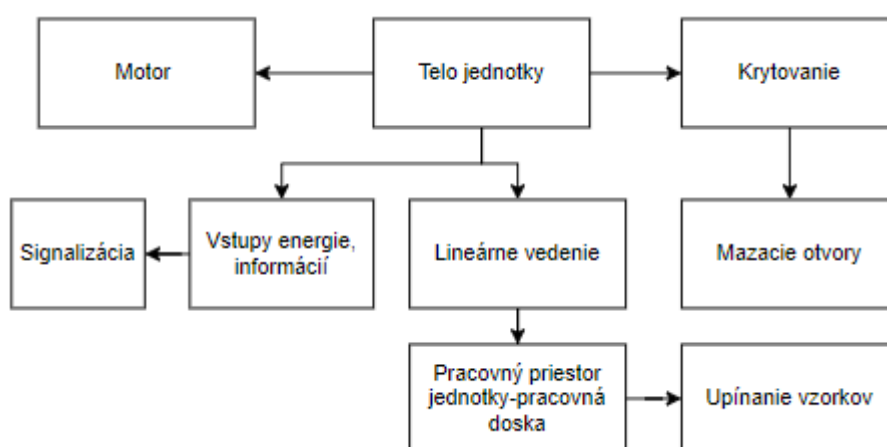 Motor
Telo jednotky
Krytovanie
Signalizácia
Vstupy energie,
informácií
Lineárne vedenie
Mazacie otvory
Pracovný priestor
jednotky-pracovná
doska
Upínanie vzorkov